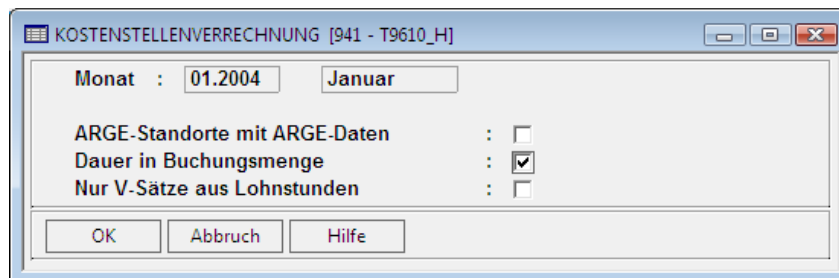 KOSTENSTELLENVERRECHNUNG [941 - T9610_H]
Monat : 01.2004 Januar
ARGE-Standorte mit ARGE-Daten :
Dauer in Buchungsmenge :
Nur V-Sätze aus Lohnstunden :
OK Abbruch Hilfe